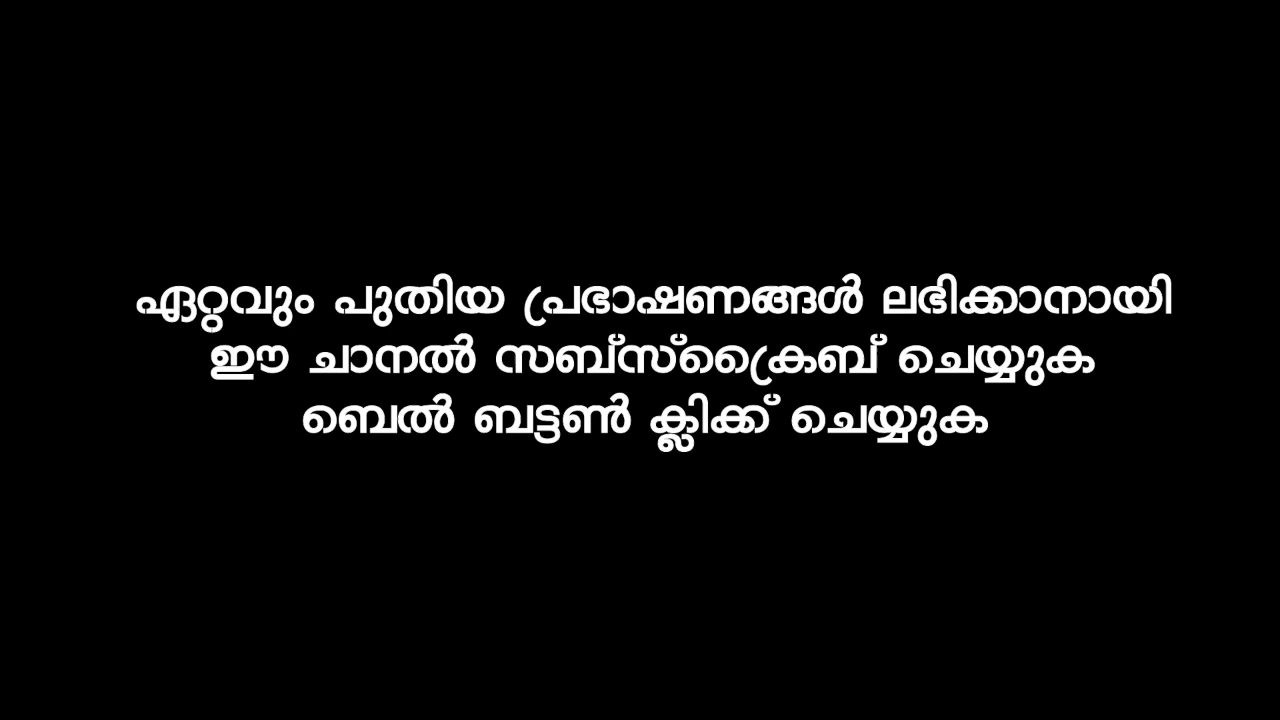 ഏറ്റവും പുതിയ പ്രഭാഷണങ്ങൾ ലഭിക്കാനായി
ഈ ചാനൽ സബ്സ്ക്രൈബ് ചെയ്യുക
ബെൽ ബട്ടൺ ക്ലിക്ക് ചെയ്യുക